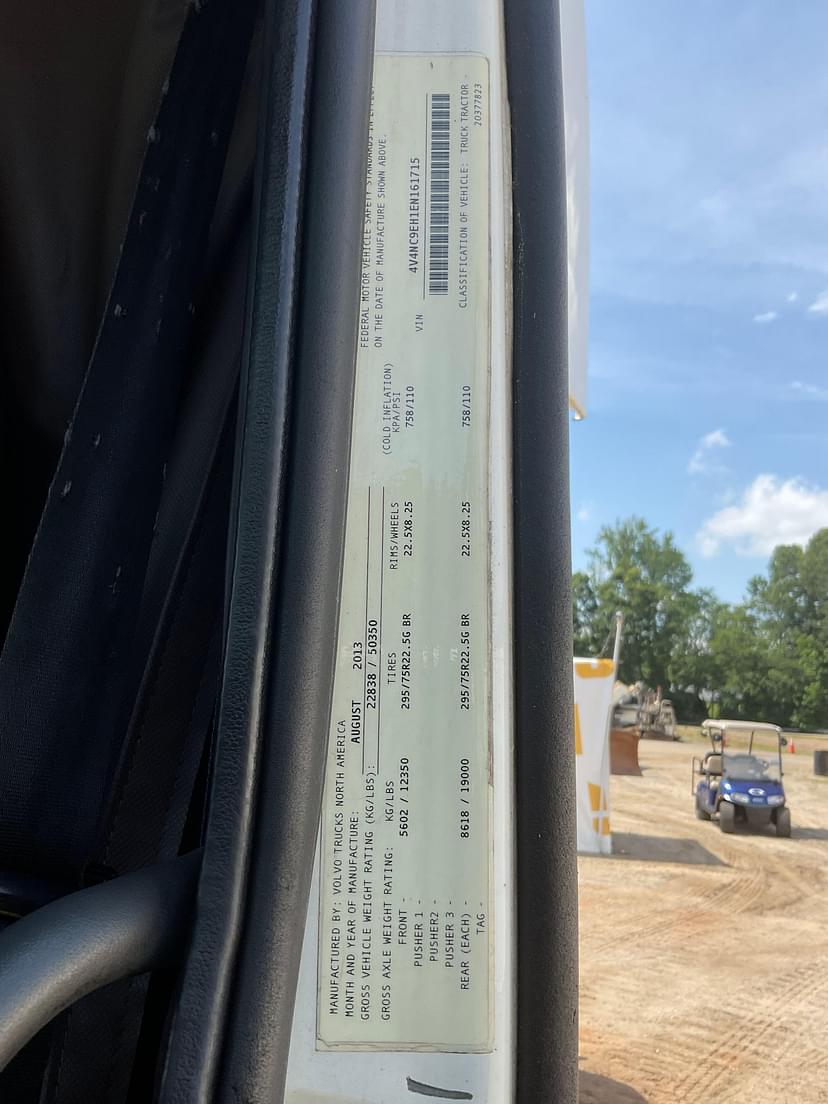 MANUFACTURED BY: VOLVO TRUCKS NORTH AMERICA
MONTH AND YEAR OF MANUFACTURE: AUGUST 2013
GROSS VEHICLE WEIGHT RATING (KG/LBS): 22838 / 50350
GROSS AXLE WEIGHT RATING: KG/LBS TIRES RIMS/WHEELS (COLD INFLATION) KPA/PSI
FRONT - 5602 / 12350 295/75R22.5G BR 22.5X8.25 758/110
PUSHER 1 -
PUSHER2 -
PUSHER 3 -
REAR (EACH) - 8618 / 19000 295/75R22.5G BR 22.5X8.25 758/110
TAG -
FEDERAL MOTOR VEHICLE SAFETY STANDARDS IN
ON THE DATE OF MANUFACTURE SHOWN ABOVE.
4V4NC9EH1EN161715
VIN
CLASSIFICATION OF VEHICLE: TRUCK TRACTOR -
20377823